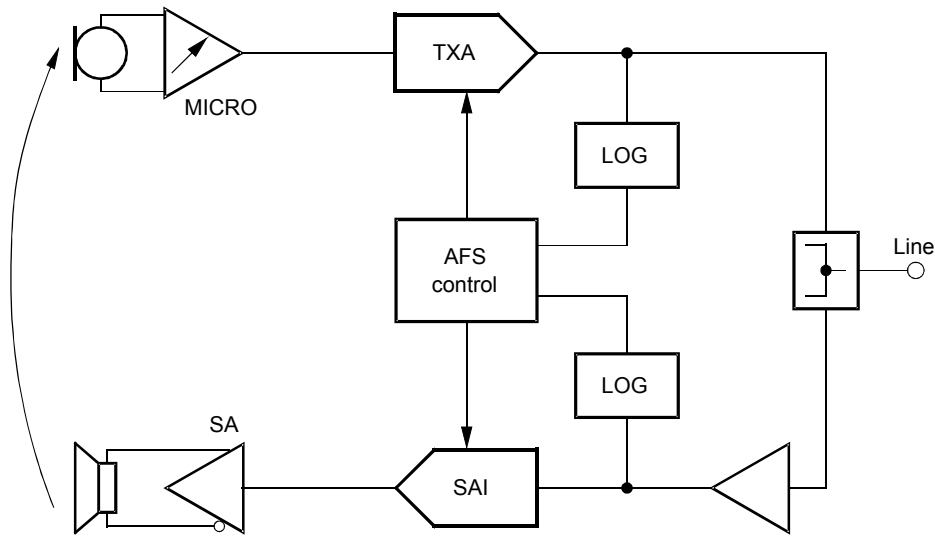 TXA
MICRO
LOG
AFS
control
Line
LOG
SA
SAI